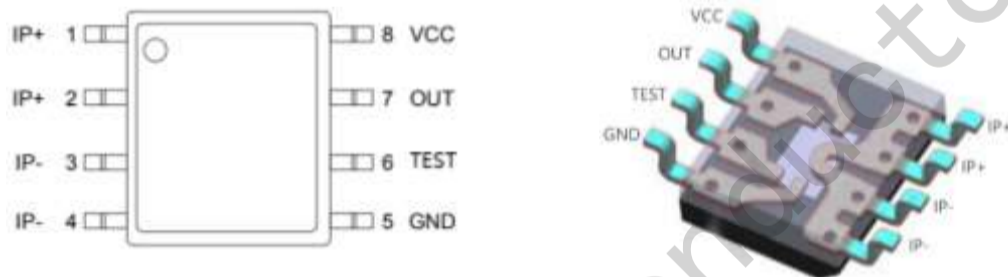 IP+ 1 8 VCC
IP+ 2 7 OUT
IP- 3 6 TEST
IP- 4 5 GND
VCC
OUT
TEST
GND
IP+
IP+
IP-
IP-